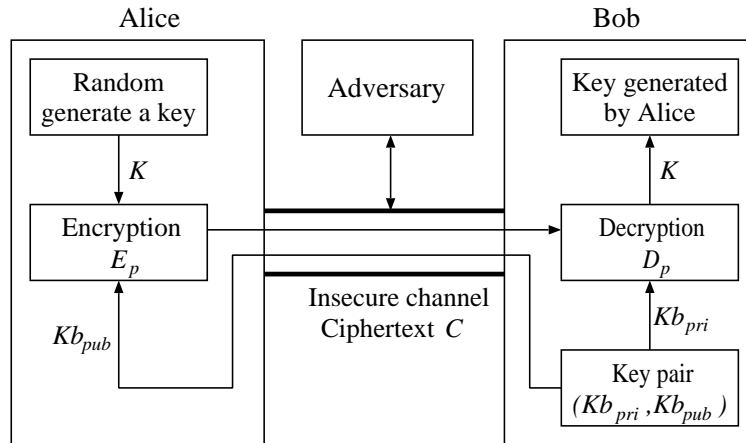 Alice
Bob
Random
generate a key
Adversary
Key generated
by Alice
K
K
Encryption
E_p
Decryption
D_p
Insecure channel
Ciphertext C
Kb_pub
Kb_pri
Key pair
(Kb_pri ,Kb_pub )